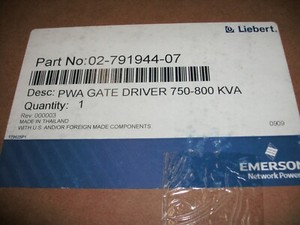 Liebert.
Part No:02-791944-07
Desc: PWA GATE DRIVER 750-800 KVA
Quantity: 1
Rev: 000003
MADE IN THAILAND
WITH U.S. AND/OR FOREIGN MADE COMPONENTS
0909
EMERSON
Network Power